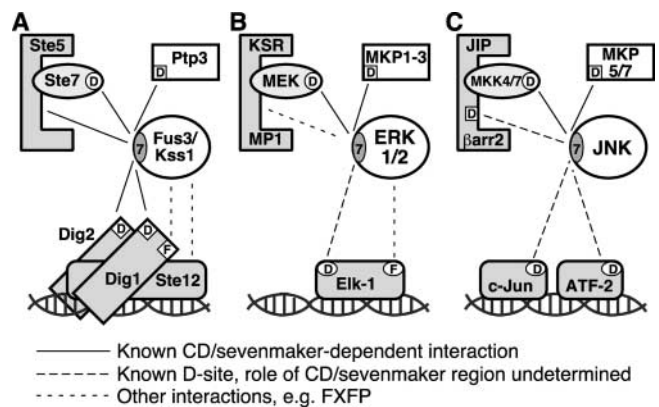 A
Ste5
Ste7
D
Ptp3
D
7
Fus3/
Kss1
Dig2
D
D
F
Dig1
Ste12
B
KSR
MEK
D
MKP1-3
D
MP1
7
ERK
1/2
D
F
Elk-1
C
JIP
MKK4/7
D
MKP
5/7
D
D
βarr2
7
JNK
D
c-Jun
D
ATF-2
Known CD/sevenmaker-dependent interaction
Known D-site, role of CD/sevenmaker region undetermined
Other interactions, e.g. FXFP